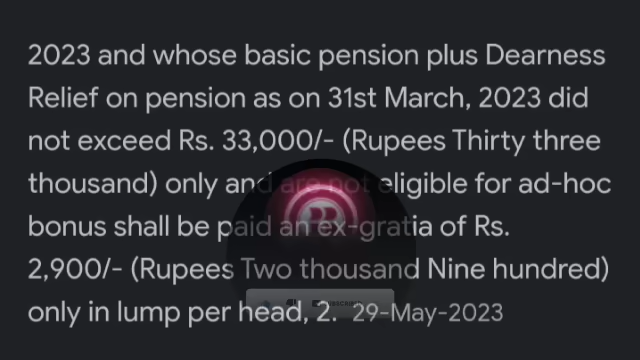 2023 and whose basic pension plus Dearness
Relief on pension as on 31st March, 2023 did
not exceed Rs. 33,000/- (Rupees Thirty three
thousand) only and are not eligible for ad-hoc
bonus shall be paid an ex-gratia of Rs.
2,900/- (Rupees Two thousand Nine hundred)
only in lump per head, 2. 29-May-2023